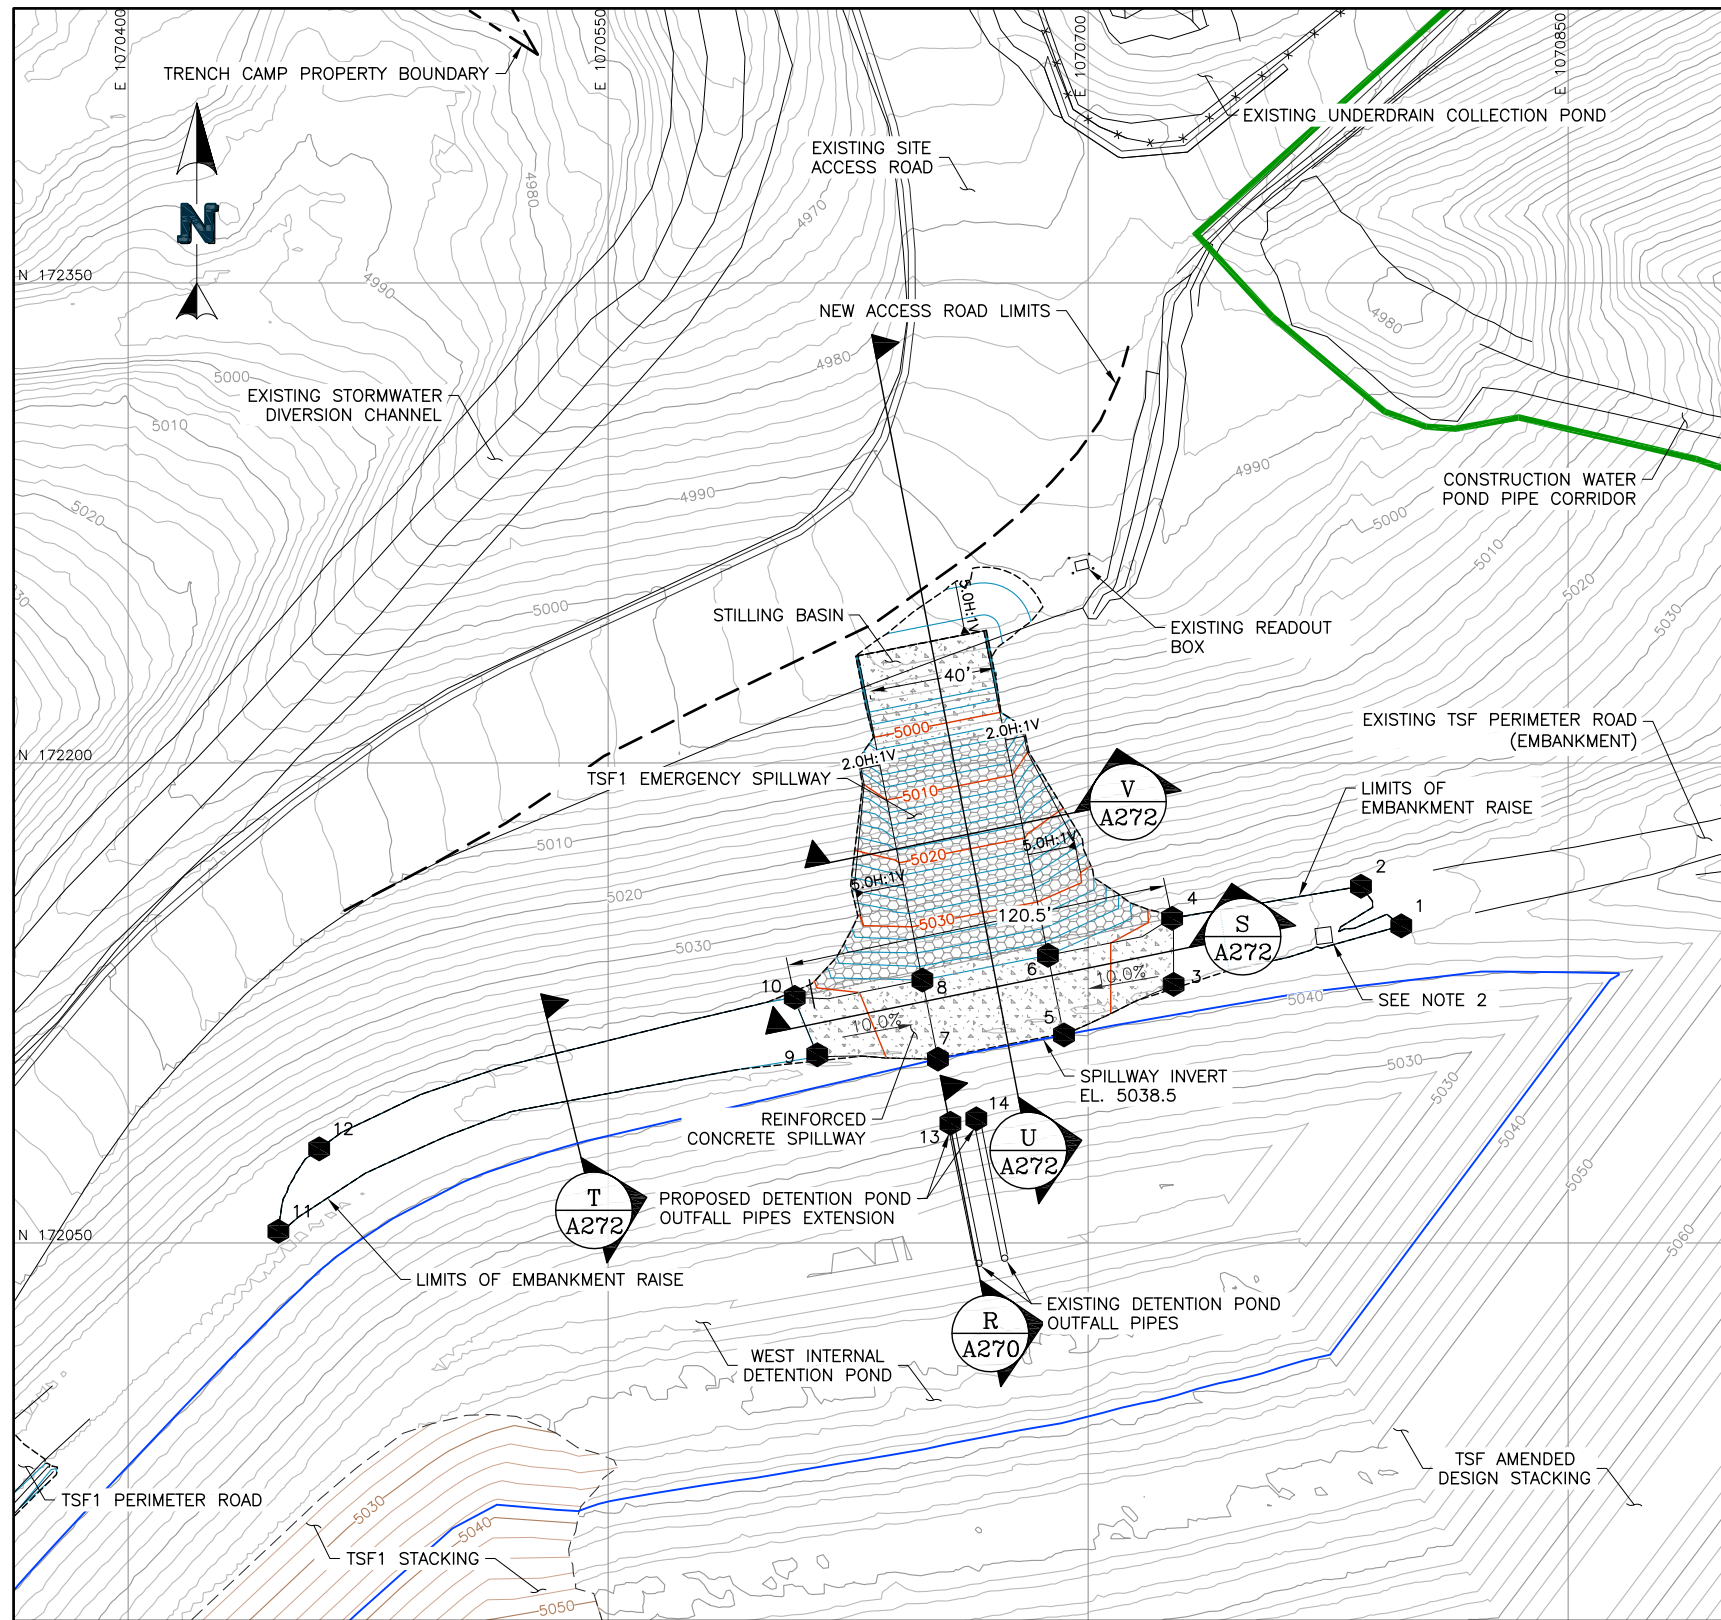 E 1070400
E 1070550
E 1070700
E 1070850
TRENCH CAMP PROPERTY BOUNDARY
EXISTING UNDERDRAIN COLLECTION POND
EXISTING SITE
ACCESS ROAD
4980
4970
N
N 172350
4990
NEW ACCESS ROAD LIMITS
4980
4980
5000
EXISTING STORMWATER
DIVERSION CHANNEL
5010
4990
4990
CONSTRUCTION WATER
POND PIPE CORRIDOR
5020
5000
5010
5020
5030
30
5000
STILLING BASIN
5.0H:1V
EXISTING READOUT
BOX
40'
5000
2.0H:1V
2.0H:1V
EXISTING TSF PERIMETER ROAD
(EMBANKMENT)
N 172200
TSF1 EMERGENCY SPILLWAY
5010
V
A272
LIMITS OF
EMBANKMENT RAISE
5010
5020
5.0H:1V
5.0H:1V
5020
2
4
1
120.5'
5030
S
A272
5030
6
3
10.0%
10
8
5040
SEE NOTE 2
10.0%
5
7
9
SPILLWAY INVERT
EL. 5038.5
5030
5030
REINFORCED
CONCRETE SPILLWAY
14
13
12
U
A272
5040
5050
T
A272
PROPOSED DETENTION POND
OUTFALL PIPES EXTENSION
11
N 172050
5060
LIMITS OF EMBANKMENT RAISE
EXISTING DETENTION POND
OUTFALL PIPES
R
A270
WEST INTERNAL
DETENTION POND
TSF AMENDED
DESIGN STACKING
TSF1 PERIMETER ROAD
5030
5040
TSF1 STACKING
5050